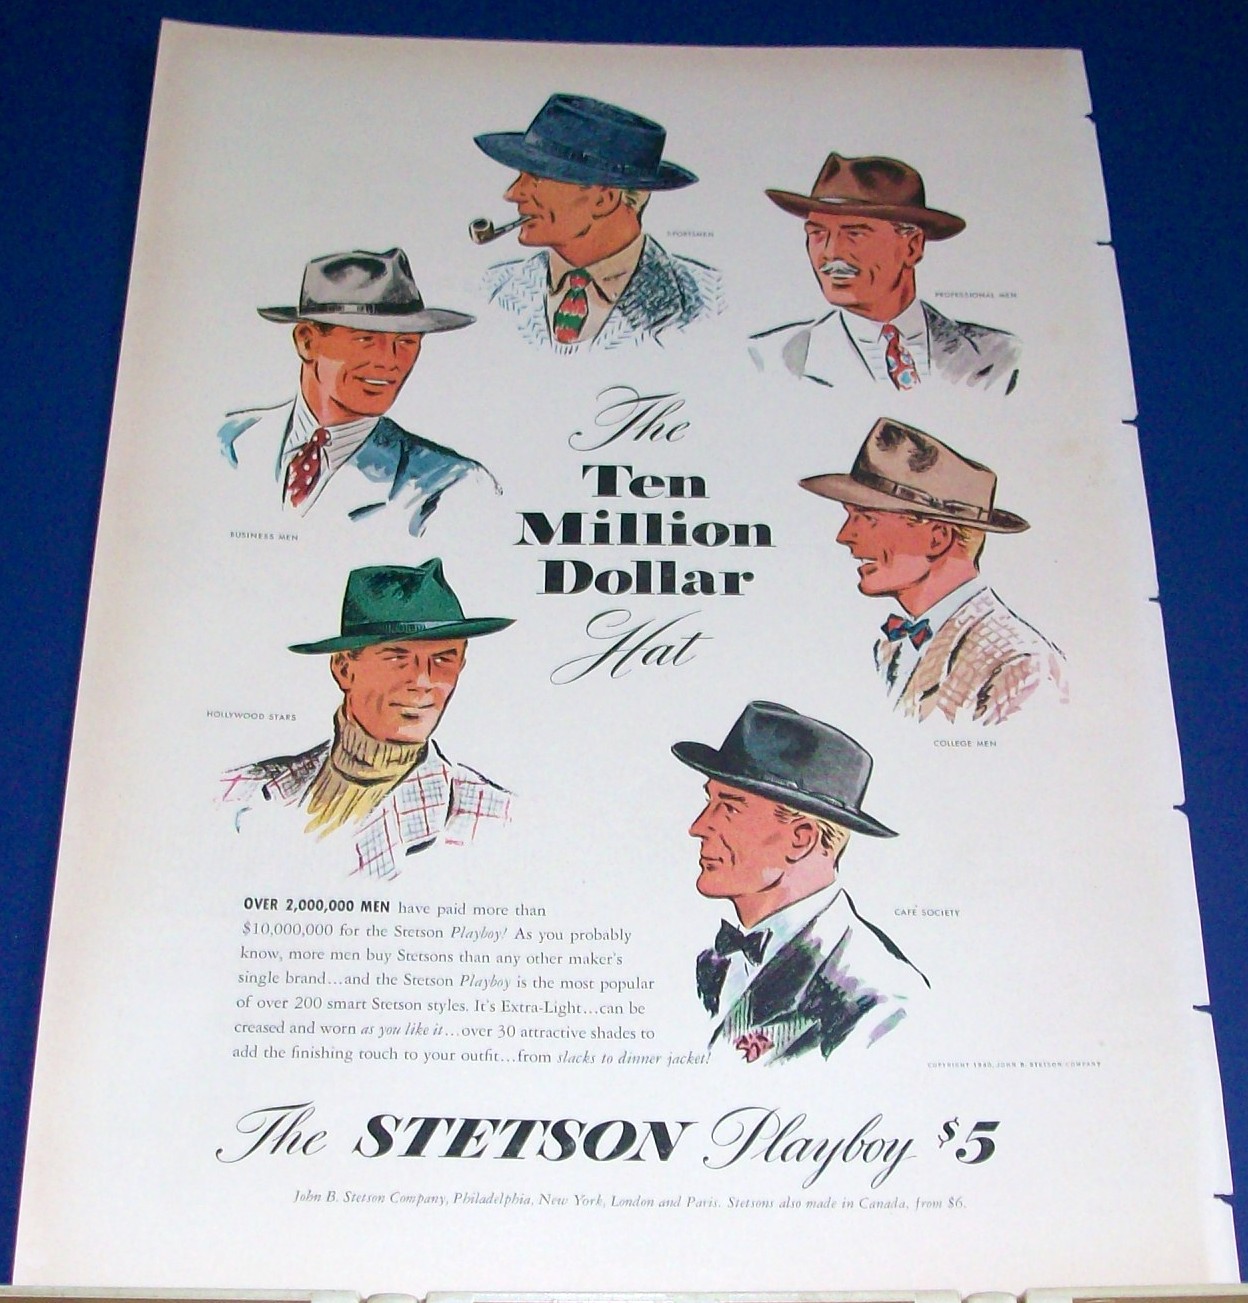 SPORTSMEN
PROFESSIONAL MEN
BUSINESS MEN
The
Ten
Million
Dollar
Hat
HOLLYWOOD STARS
COLLEGE MEN
CAFÉ SOCIETY
OVER 2,000,000 MEN have paid more than
$10,000,000 for the Stetson Playboy! As you probably
know, more men buy Stetsons than any other maker's
single brand...and the Stetson Playboy is the most popular
of over 200 smart Stetson styles. It's Extra-Light...can be
creased and worn as you like it...over 30 attractive shades to
add the finishing touch to your outfit...from slacks to dinner jacket!
COPYRIGHT 1940, JOHN B. STETSON COMPANY
The STETSON Playboy $5
John B. Stetson Company, Philadelphia, New York, London and Paris. Stetsons also made in Canada, from $6.